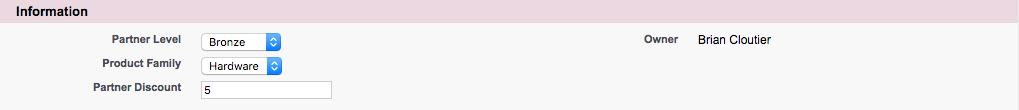 Information
Partner Level Bronze Owner Brian Cloutier
Product Family Hardware
Partner Discount 5